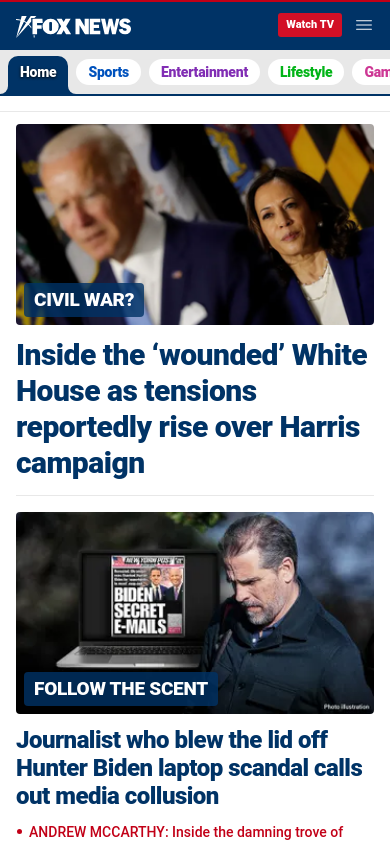 FOX NEWS
Watch TV
Home Sports Entertainment Lifestyle Gam
CIVIL WAR?
Inside the ‘wounded’ White
House as tensions
reportedly rise over Harris
campaign
BIDEN
SECRET
E-MAILS
FOLLOW THE SCENT
Photo illustration
Journalist who blew the lid off
Hunter Biden laptop scandal calls
out media collusion
• ANDREW MCCARTHY: Inside the damning trove of